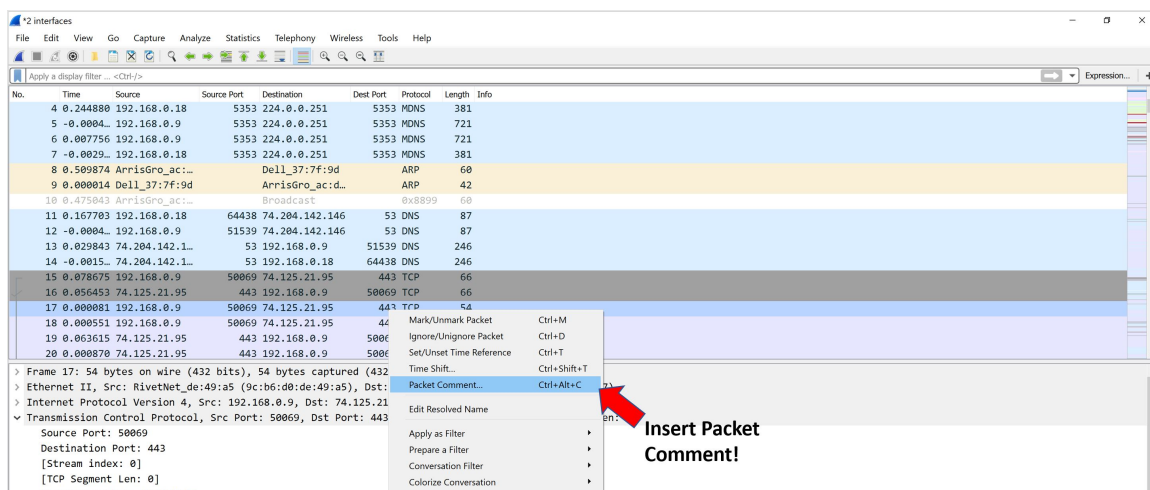 *2 interfaces
File Edit View Go Capture Analyze Statistics Telephony Wireless Tools Help
Apply a display filter ... <Ctrl-/> Expression... +
No. Time Source Source Port Destination Dest Port Protocol Length Info
4 0.244880 192.168.0.18 5353 224.0.0.251 5353 MDNS 381
5 -0.0004… 192.168.0.9 5353 224.0.0.251 5353 MDNS 721
6 0.007756 192.168.0.9 5353 224.0.0.251 5353 MDNS 721
7 -0.0029… 192.168.0.18 5353 224.0.0.251 5353 MDNS 381
8 0.509874 ArrisGro_ac:… Dell_37:7f:9d ARP 60
9 0.000014 Dell_37:7f:9d ArrisGro_ac:d… ARP 42
10 0.475043 ArrisGro_ac:… Broadcast 0x8899 60
11 0.167703 192.168.0.18 64438 74.204.142.146 53 DNS 87
12 -0.0004… 192.168.0.9 51539 74.204.142.146 53 DNS 87
13 0.029843 74.204.142.1… 53 192.168.0.9 51539 DNS 246
14 -0.0015… 74.204.142.1… 53 192.168.0.18 64438 DNS 246
15 0.078675 192.168.0.9 50069 74.125.21.95 443 TCP 66
16 0.056453 74.125.21.95 443 192.168.0.9 50069 TCP 66
17 0.000081 192.168.0.9 50069 74.125.21.95 443 TCP 54
18 0.000551 192.168.0.9 50069 74.125.21.95 44
19 0.063615 74.125.21.95 443 192.168.0.9 5006
20 0.000870 74.125.21.95 443 192.168.0.9 5006
Mark/Unmark Packet Ctrl+M
Ignore/Unignore Packet Ctrl+D
Set/Unset Time Reference Ctrl+T
Time Shift... Ctrl+Shift+T
Packet Comment... Ctrl+Alt+C
Edit Resolved Name
Apply as Filter
Prepare a Filter
Conversation Filter
Colorize Conversation
Insert Packet
Comment!
> Frame 17: 54 bytes on wire (432 bits), 54 bytes captured (432
> Ethernet II, Src: RivetNet_de:49:a5 (9c:b6:d0:de:49:a5), Dst:
> Internet Protocol Version 4, Src: 192.168.0.9, Dst: 74.125.21
Transmission Control Protocol, Src Port: 50069, Dst Port: 443
Source Port: 50069
Destination Port: 443
[Stream index: 0]
[TCP Segment Len: 0]